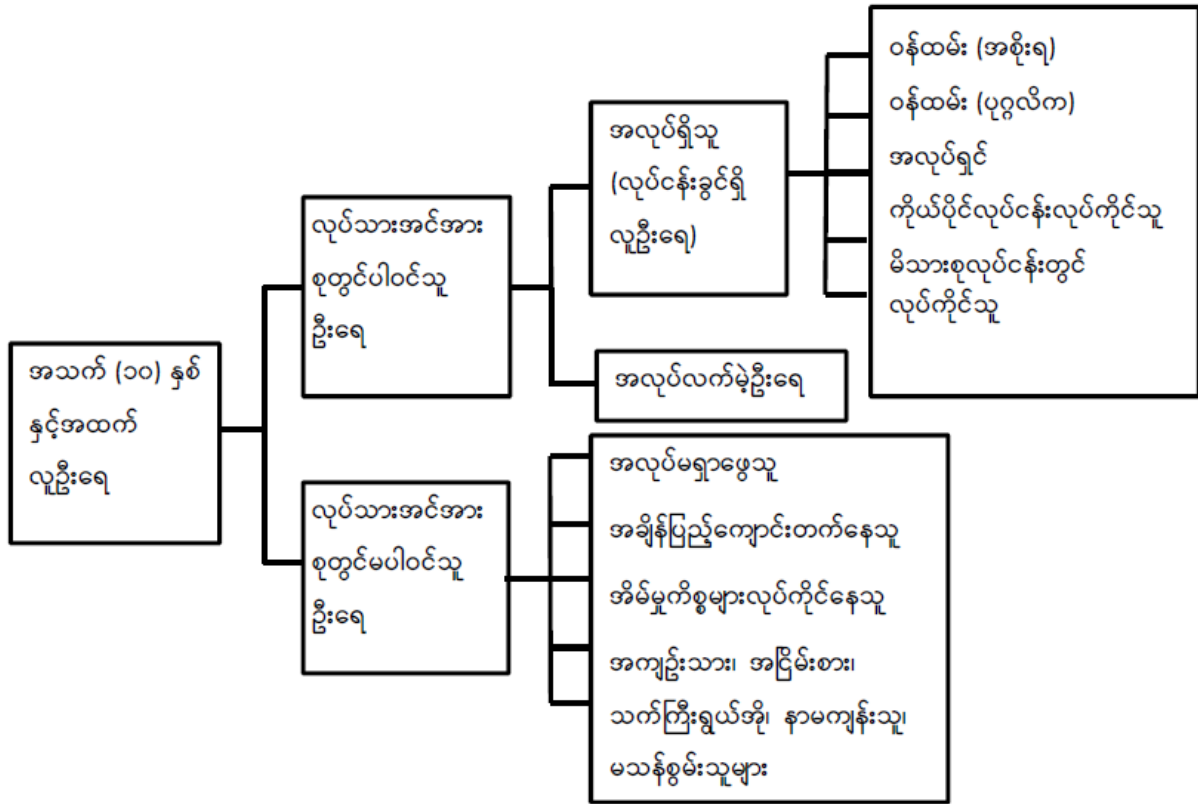 အသက် (၁၀) နှစ်
နှင့်အထက်
လူဦးရေ
လုပ်သားအင်အား
စုတွင်ပါဝင်သူ
ဦးရေ
လုပ်သားအင်အား
စုတွင်မပါဝင်သူ
ဦးရေ
အလုပ်ရှိသူ
(လုပ်ငန်းခွင်ရှိ
လူဦးရေ)
အလုပ်လက်မဲ့ဦးရေ
ဝန်ထမ်း (အစိုးရ)
ဝန်ထမ်း (ပုဂ္ဂလိက)
အလုပ်ရှင်
ကိုယ်ပိုင်လုပ်ငန်းလုပ်ကိုင်သူ
မိသားစုလုပ်ငန်းတွင်
လုပ်ကိုင်သူ
အလုပ်မရှာဖွေသူ
အချိန်ပြည့်ကျောင်းတက်နေသူ
အိမ်မှုကိစ္စများလုပ်ကိုင်နေသူ
အကျဥ်းသား၊ အငြိမ်းစား၊
သက်ကြီးရွယ်အို၊ နာမကျန်းသူ၊
မသန်စွမ်းသူများ